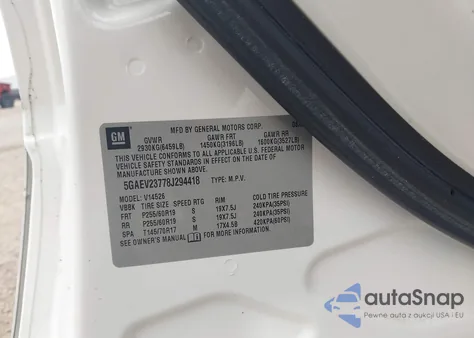 GM
MFD BY GENERAL MOTORS CORP.
GVWR GAWR FRT GAWR RR
2930KG(6459LB) 1450KG(3196LB) 1600KG(3527LB)
THIS VEHICLE CONFORMS TO ALL APPLICABLE U.S. FEDERAL
MOTOR VEHICLE SAFETY STANDARDS IN EFFECT ON THE DATE OF
MANUFACTURE SHOWN ABOVE.
5GAEV23778J294418 TYPE: M.P.V.
MODEL: V14526
VBBK TIRE SIZE SPEED RTG RIM COLD TIRE PRESSURE
FRT P255/60R19 S 19X7.5J 240KPA(35PSI)
RR P255/60R19 S 19X7.5J 240KPA(35PSI)
SPA T145/70R17 M 17X4.5B 420KPA(60PSI)
SEE OWNER'S MANUAL FOR ADDITIONAL INFORMATION.
autoSnap
Pewne auta z aukcji USA i EU